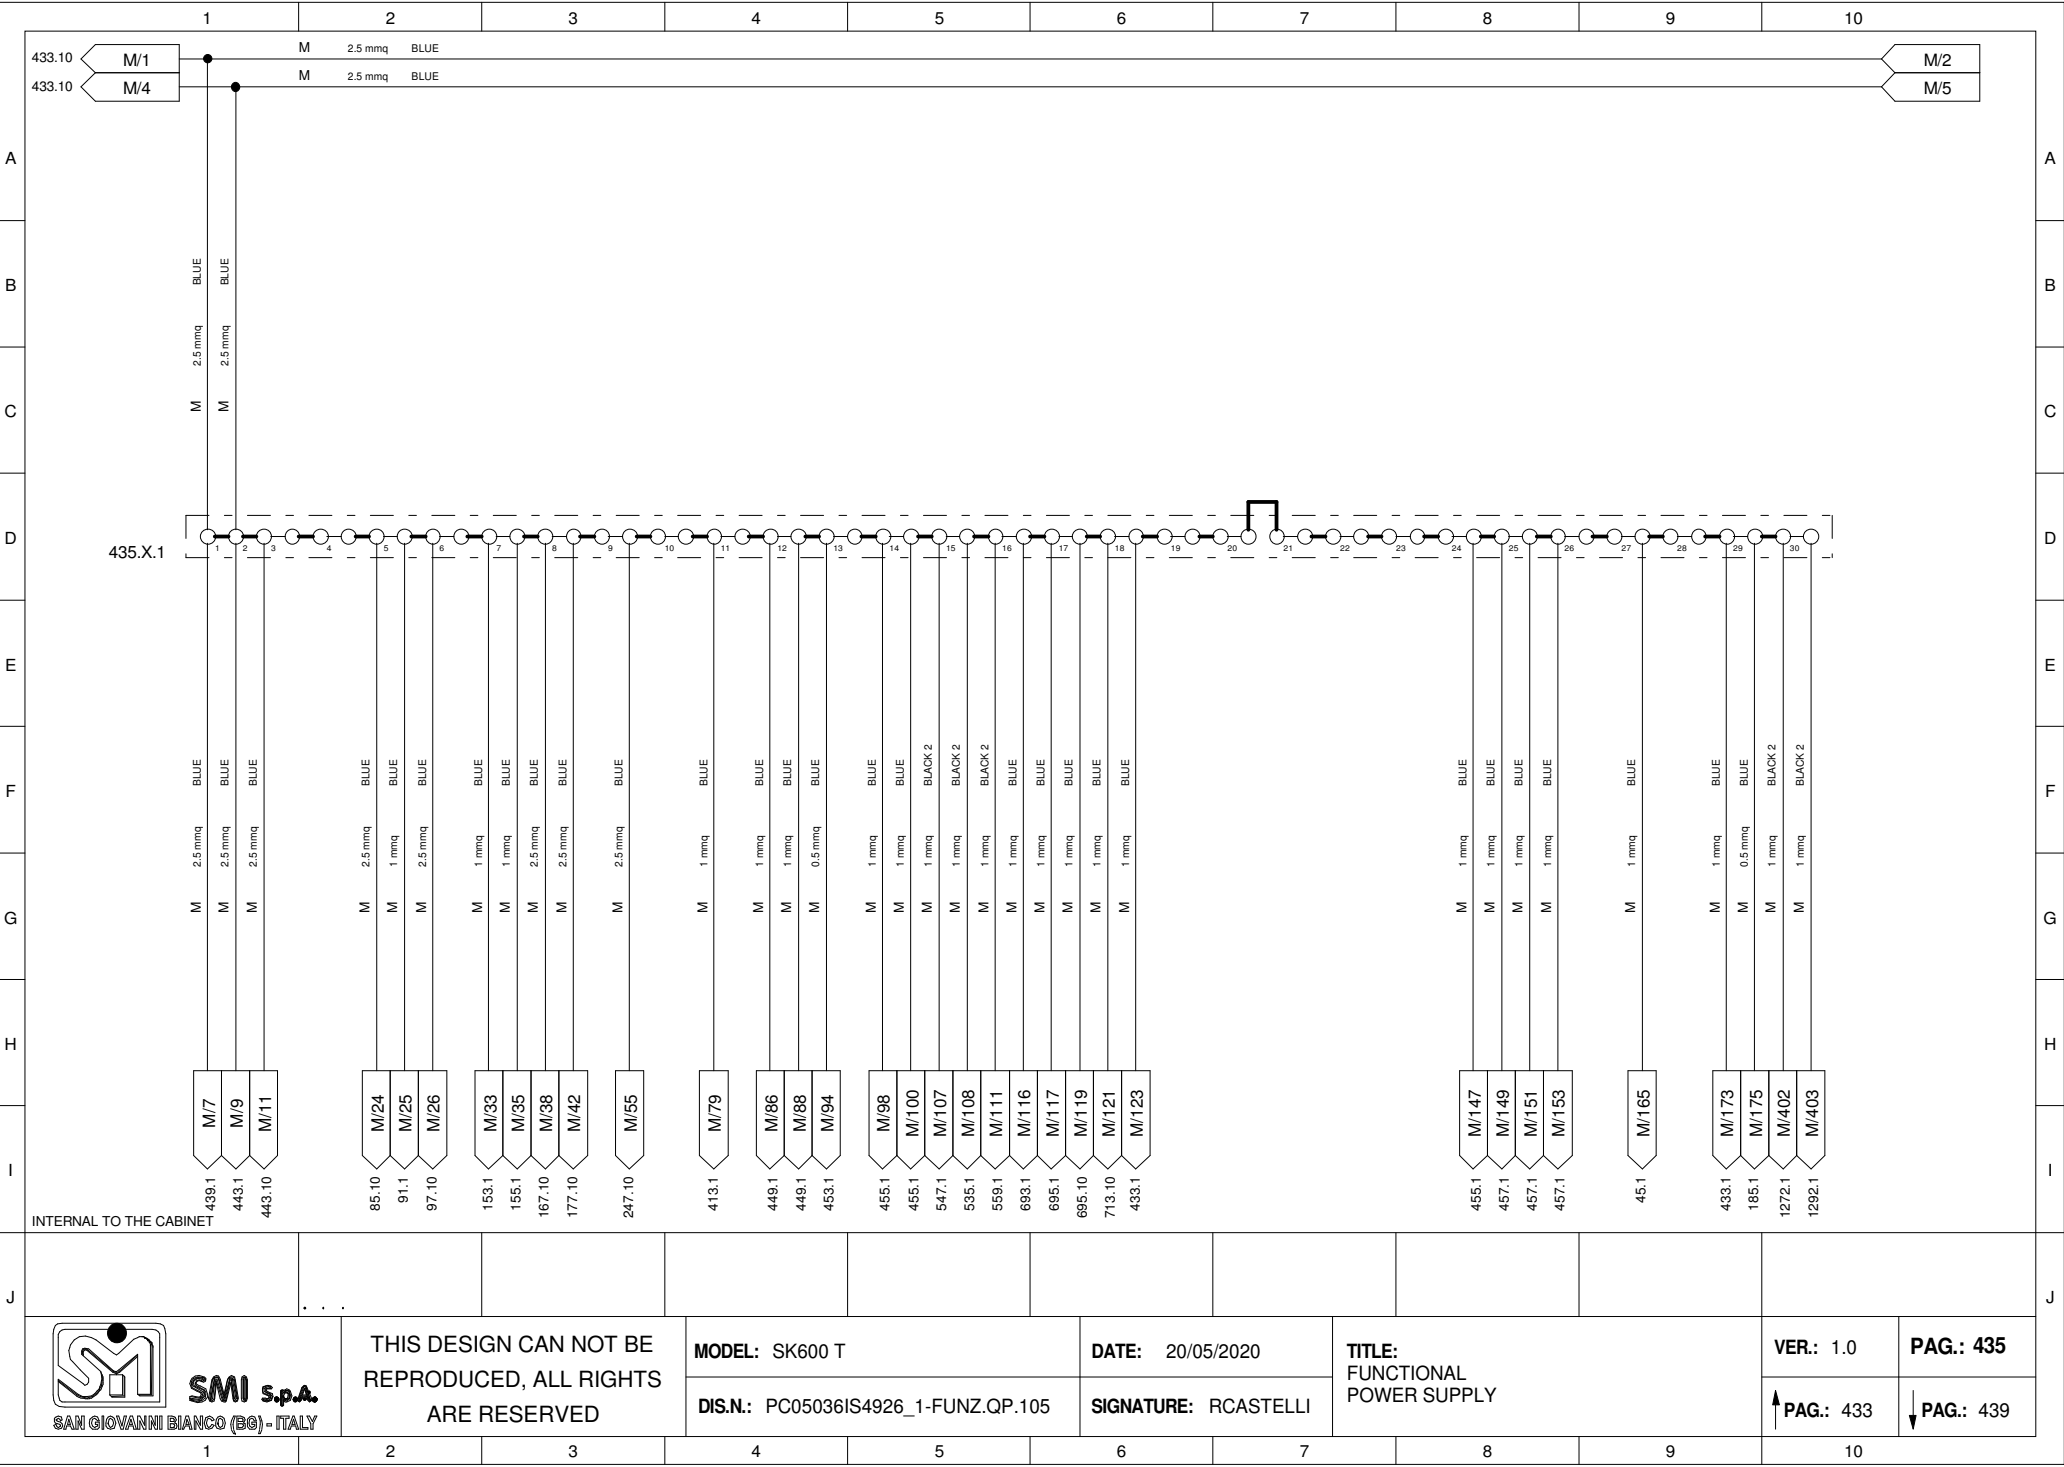 1 2 3 4 5 6 7 8 9 10
433.10 M/1 M 2.5 mmq BLUE M/2
433.10 M/4 M 2.5 mmq BLUE M/5
A A
B BLUE BLUE B
2.5 mmq 2.5 mmq
C M M C
D D
435.X.1 1 2 3 4 5 6 7 8 9 10 11 12 13 14 15 16 17 18 19 20 21 22 23 24 25 26 27 28 29 30
E E
F BLUE BLUE BLUE BLUE BLUE BLUE BLUE BLUE BLUE BLUE BLUE BLUE BLUE BLUE BLUE BLUE BLACK 2 BLACK 2 BLACK 2 BLUE BLUE BLUE BLUE BLUE BLUE BLUE BLUE BLUE BLUE BLUE BLUE BLACK 2 BLACK 2 F
2.5 mmq 2.5 mmq 2.5 mmq 2.5 mmq 1 mmq 2.5 mmq 1 mmq 1 mmq 2.5 mmq 2.5 mmq 2.5 mmq 1 mmq 1 mmq 1 mmq 0.5 mmq 1 mmq 1 mmq 1 mmq 1 mmq 1 mmq 1 mmq 1 mmq 1 mmq 1 mmq 1 mmq 1 mmq 1 mmq 1 mmq 1 mmq 1 mmq 1 mmq 0.5 mmq 1 mmq 1 mmq
G M M M M M M M M M M M M M M M M M M M M M M M M M M M M M M M M M M G
H H
M/7 M/9 M/11 M/24 M/25 M/26 M/33 M/35 M/38 M/42 M/55 M/79 M/86 M/88 M/94 M/98 M/100 M/107 M/108 M/111 M/116 M/117 M/119 M/121 M/123 M/147 M/149 M/151 M/153 M/165 M/173 M/175 M/402 M/403
I I
439.1 443.1 443.10 85.10 91.1 97.10 153.1 155.1 167.10 177.10 247.10 413.1 449.1 449.1 453.1 455.1 455.1 547.1 535.1 559.1 693.1 695.1 695.10 713.10 433.1 455.1 457.1 457.1 457.1 45.1 433.1 185.1 1272.1 1292.1
INTERNAL TO THE CABINET
J . . . J
SMI S.p.A.
SAN GIOVANNI BIANCO (BG) - ITALY
THIS DESIGN CAN NOT BE
REPRODUCED, ALL RIGHTS
ARE RESERVED
MODEL: SK600 T
DIS.N.: PC05036IS4926_1-FUNZ.QP.105
DATE: 20/05/2020
SIGNATURE: RCASTELLI
TITLE:
FUNCTIONAL
POWER SUPPLY
VER.: 1.0
PAG.: 435
PAG.: 433
PAG.: 439
1 2 3 4 5 6 7 8 9 10